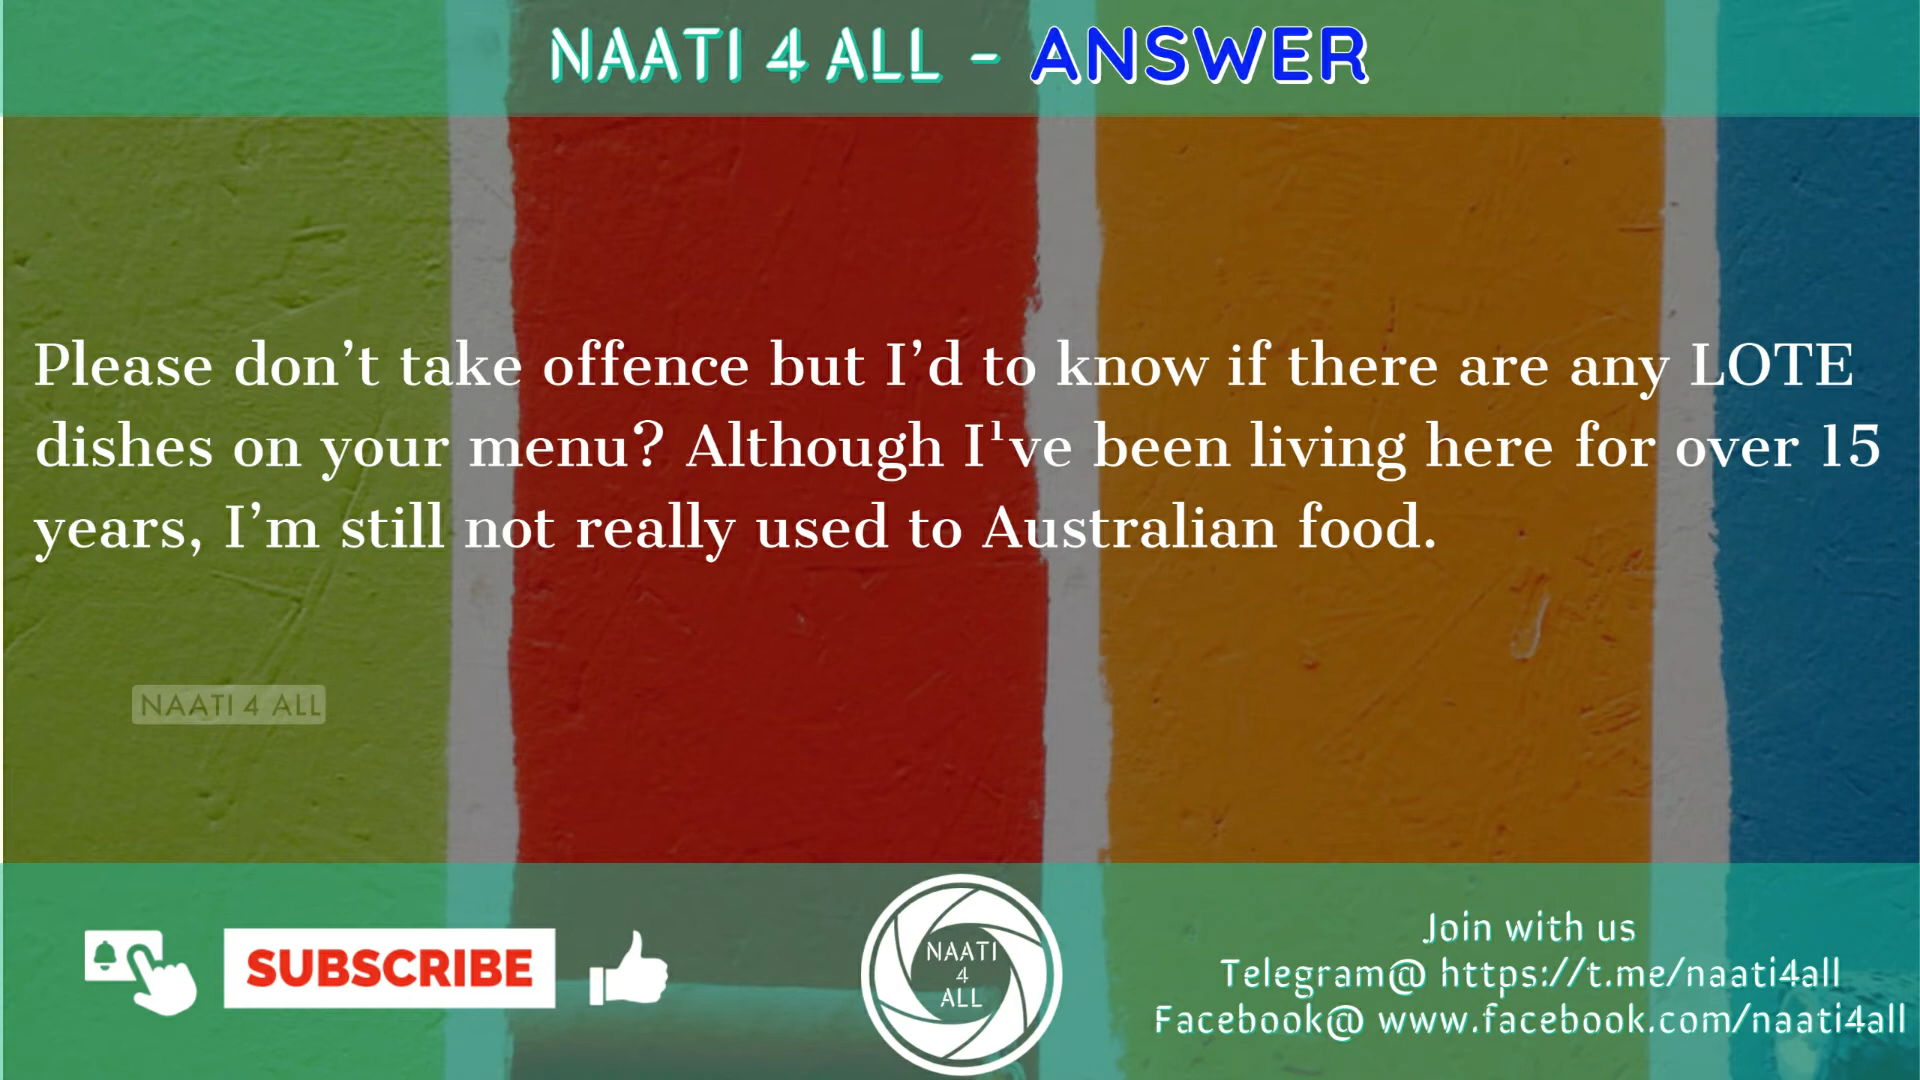 NAATI 4 ALL - ANSWER
Please don’t take offence but I’d to know if there are any LOTE
dishes on your menu? Although I've been living here for over 15
years, I’m still not really used to Australian food.
NAATI 4 ALL
SUBSCRIBE
NAATI
4
ALL
Join with us
Telegram@ https://t.me/naati4all
Facebook@ www.facebook.com/naati4all